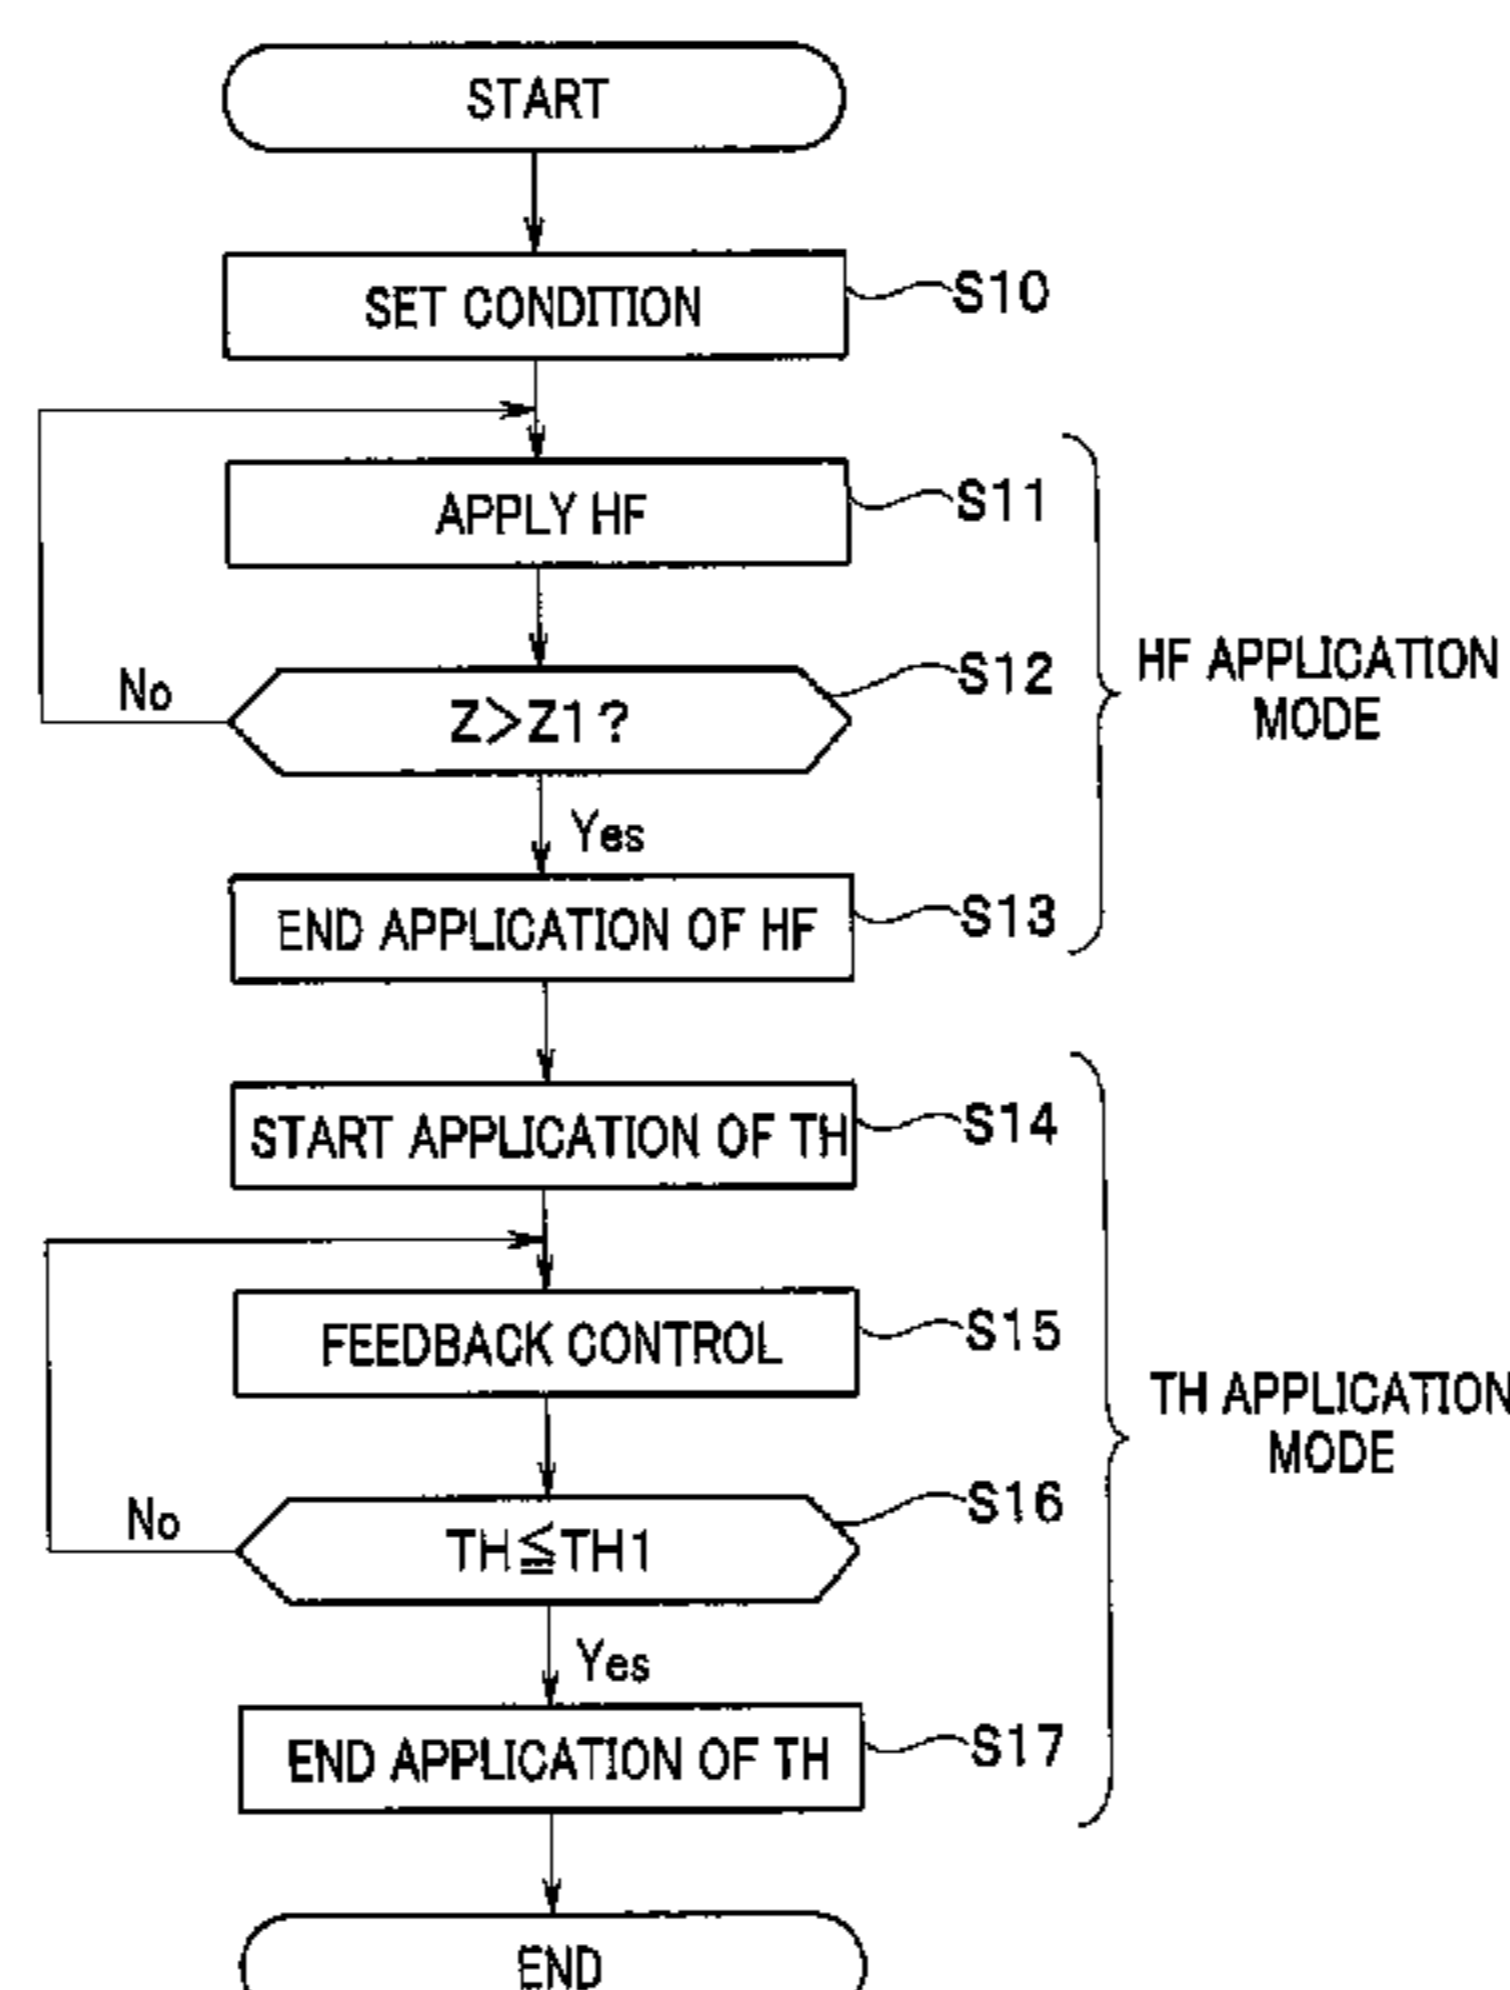 START
SET CONDITION
S10
APPLY HF
S11
No
Z>Z1?
S12
HF APPLICATION
MODE
Yes
END APPLICATION OF HF
S13
START APPLICATION OF TH
S14
FEEDBACK CONTROL
S15
TH APPLICATION
MODE
No
TH≦TH1
S16
Yes
END APPLICATION OF TH
S17
END